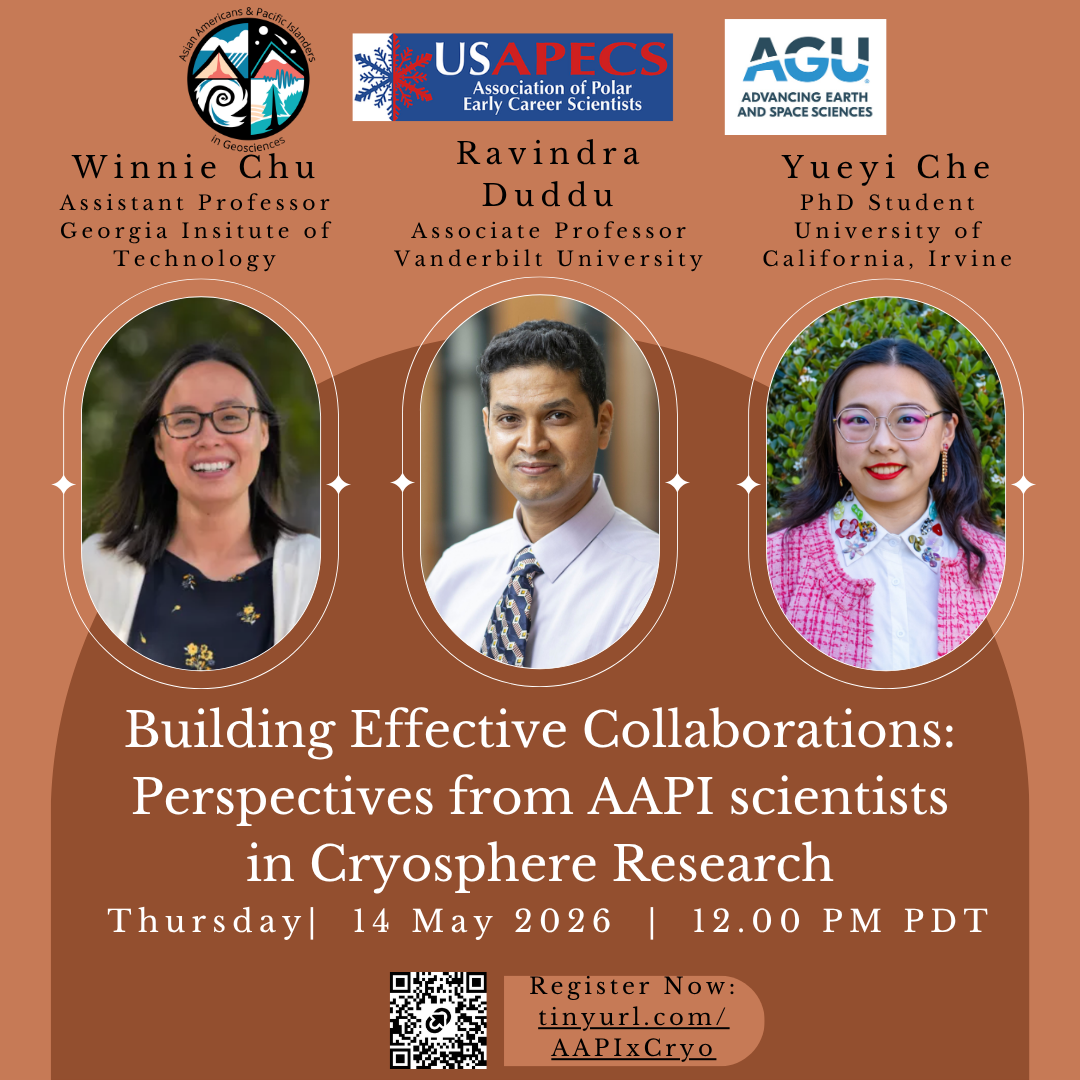 Asian Americans & Pacific Islanders
in Geosciences
USAPECS
Association of Polar
Early Career Scientists
AGU
ADVANCING EARTH
AND SPACE SCIENCES
Winnie Chu
Assistant Professor
Georgia Insitute of
Technology
Ravindra
Duddu
Associate Professor
Vanderbilt University
Yueyi Che
PhD Student
University of
California, Irvine
Building Effective Collaborations:
Perspectives from AAPI scientists
in Cryosphere Research
Thursday| 14 May 2026 | 12.00 PM PDT
Register Now:
tinyurl.com/
AAPIxCryo